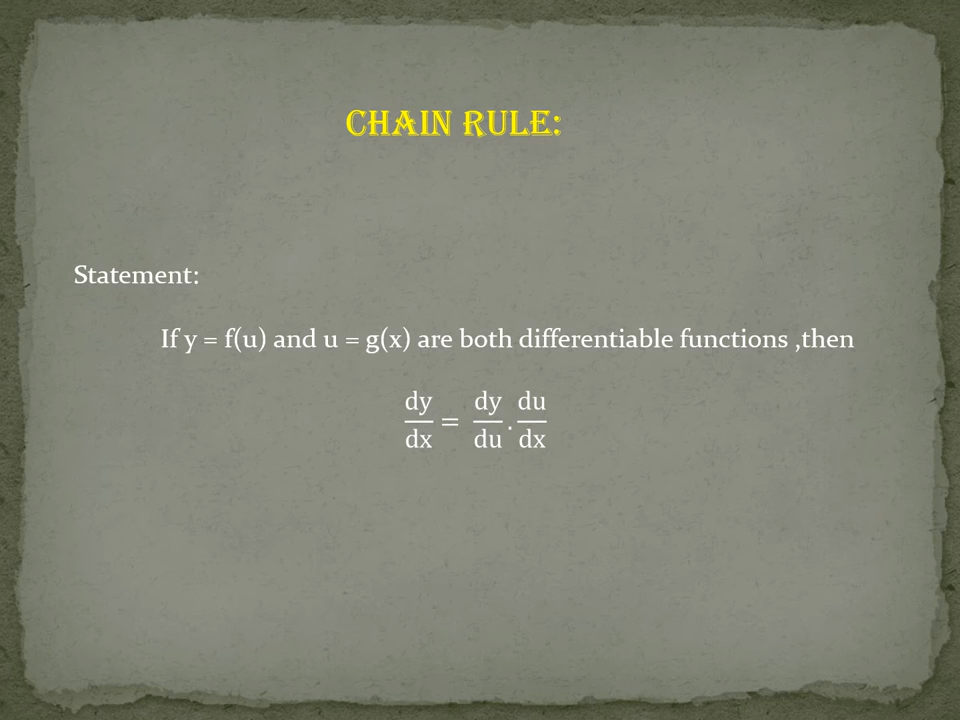 CHAIN RULE:
Statement:
If y = f(u) and u = g(x) are both differentiable functions ,then
dy/dx = dy/du . du/dx